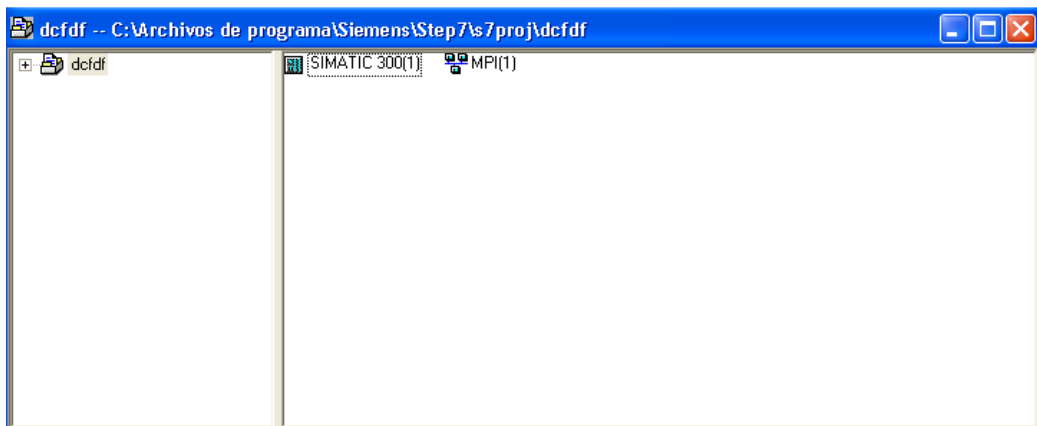 dcfdf -- C:\Archivos de programa\Siemens\Step7\s7proj\dcfdf
dcfdf SIMATIC 300(1) MPI(1)